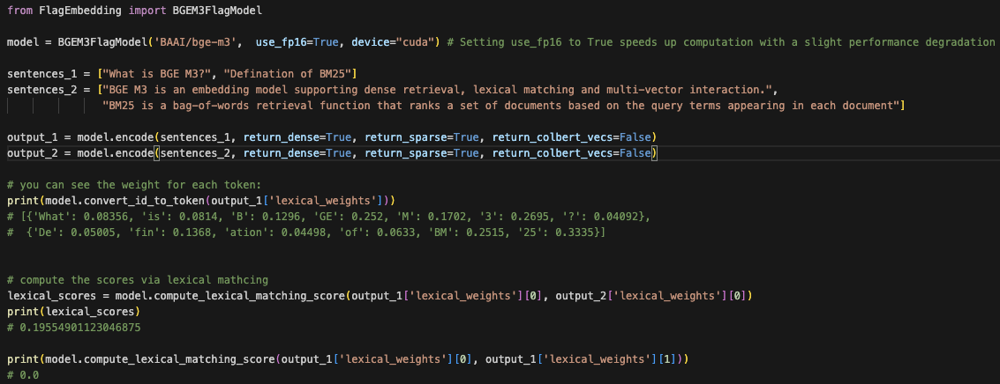 from FlagEmbedding import BGEM3FlagModel
model = BGEM3FlagModel('BAAI/bge-m3',  use_fp16=True, device="cuda") # Setting use_fp16 to True speeds up computation with a slight performance degradation
sentences_1 = ["What is BGE M3?", "Defination of BM25"]
sentences_2 = ["BGE M3 is an embedding model supporting dense retrieval, lexical matching and multi-vector interaction.",
               "BM25 is a bag-of-words retrieval function that ranks a set of documents based on the query terms appearing in each document"]
output_1 = model.encode(sentences_1, return_dense=True, return_sparse=True, return_colbert_vecs=False)
output_2 = model.encode(sentences_2, return_dense=True, return_sparse=True, return_colbert_vecs=False)
# you can see the weight for each token:
print(model.convert_id_to_token(output_1['lexical_weights']))
# [{'What': 0.08356, 'is': 0.0814, 'B': 0.1296, 'GE': 0.252, 'M': 0.1702, '3': 0.2695, '?': 0.04092},
#  {'De': 0.05005, 'fin': 0.1368, 'ation': 0.04498, 'of': 0.0633, 'BM': 0.2515, '25': 0.3335}]
# compute the scores via lexical mathcing
lexical_scores = model.compute_lexical_matching_score(output_1['lexical_weights'][0], output_2['lexical_weights'][0])
print(lexical_scores)
# 0.19554901123046875
print(model.compute_lexical_matching_score(output_1['lexical_weights'][0], output_1['lexical_weights'][1]))
# 0.0